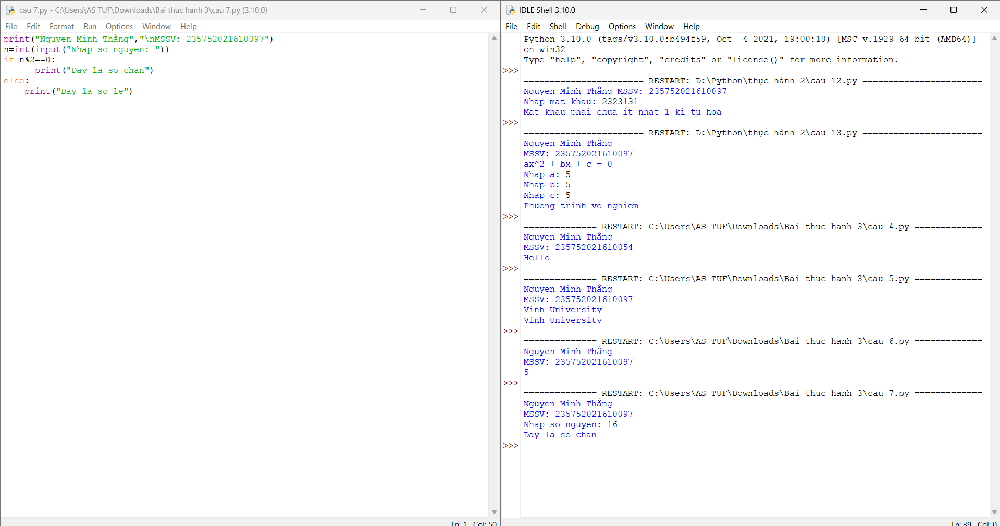 cau 7.py - C:\Users\AS TUF\Downloads\Bai thuc hanh 3\cau 7.py (3.10.0)
File Edit Format Run Options Window Help
print("Nguyen Minh Thắng","\nMSSV: 235752021610097")
n=int(input("Nhap so nguyen: "))
if n%2==0:
      print("Day la so chan")
else:
    print("Day la so le")
Ln: 1 Col: 50
IDLE Shell 3.10.0
File Edit Shell Debug Options Window Help
Python 3.10.0 (tags/v3.10.0:b494f59, Oct  4 2021, 19:00:18) [MSC v.1929 64 bit (AMD64)]
on win32
Type "help", "copyright", "credits" or "license()" for more information.
>>>
======================= RESTART: D:\Python\thực hành 2\cau 12.py =======================
Nguyen Minh Thắng MSSV: 235752021610097
Nhap mat khau: 2323131
Mat khau phai chua it nhat 1 ki tu hoa
>>>
======================= RESTART: D:\Python\thực hành 2\cau 13.py =======================
Nguyen Minh Thắng
MSSV: 235752021610097
ax^2 + bx + c = 0
Nhap a: 5
Nhap b: 5
Nhap c: 5
Phuong trinh vo nghiem
>>>
============== RESTART: C:\Users\AS TUF\Downloads\Bai thuc hanh 3\cau 4.py =============
Nguyen Minh Thắng
MSSV: 235752021610054
Hello
>>>
============== RESTART: C:\Users\AS TUF\Downloads\Bai thuc hanh 3\cau 5.py =============
Nguyen Minh Thắng
MSSV: 235752021610097
Vinh University
Vinh University
>>>
============== RESTART: C:\Users\AS TUF\Downloads\Bai thuc hanh 3\cau 6.py =============
Nguyen Minh Thắng
MSSV: 235752021610097
5
>>>
============== RESTART: C:\Users\AS TUF\Downloads\Bai thuc hanh 3\cau 7.py =============
Nguyen Minh Thắng
MSSV: 235752021610097
Nhap so nguyen: 16
Day la so chan
>>>
Ln: 39 Col: 0